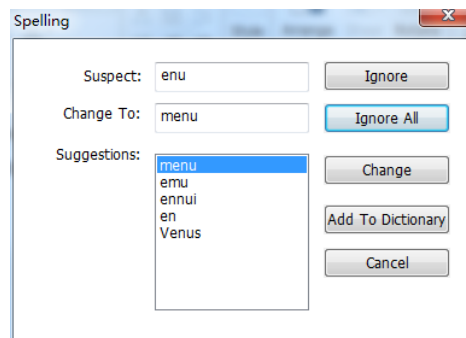 Spelling
Suspect: enu Ignore
Change To: menu Ignore All
Suggestions: menu Change
emu
ennui
en Add To Dictionary
Venus
Cancel